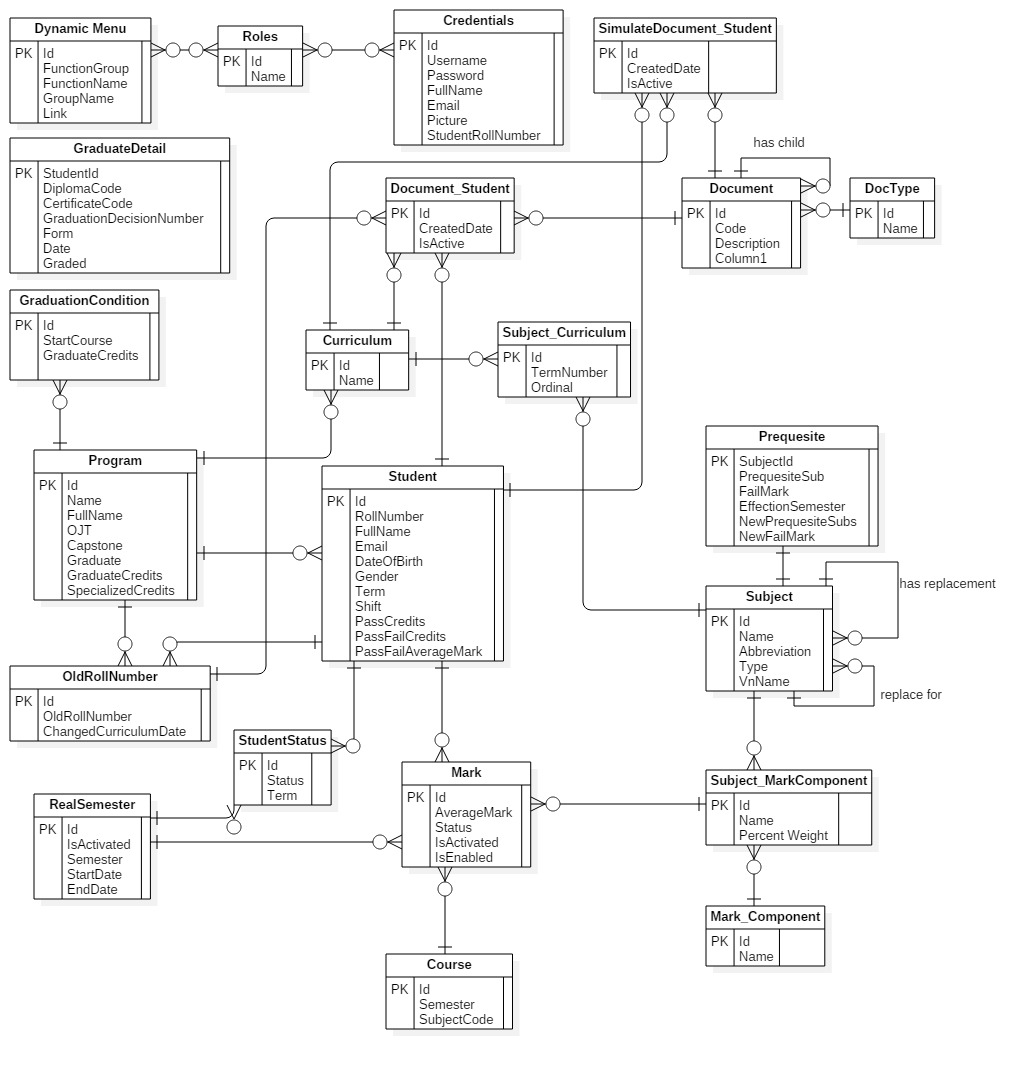 Dynamic Menu
PK Id
FunctionGroup
FunctionName
GroupName
Link
Roles
PK Id
Name
Credentials
PK Id
Username
Password
FullName
Email
Picture
StudentRollNumber
SimulateDocument_Student
PK Id
CreatedDate
IsActive
GraduateDetail
PK StudentId
DiplomaCode
CertificateCode
GraduationDecisionNumber
Form
Date
Graded
Document_Student
PK Id
CreatedDate
IsActive
has child
Document
PK Id
Code
Description
Column1
DocType
PK Id
Name
GraduationCondition
PK Id
StartCourse
GraduateCredits
Curriculum
PK Id
Name
Subject_Curriculum
PK Id
TermNumber
Ordinal
Program
PK Id
Name
FullName
OJT
Capstone
Graduate
GraduateCredits
SpecializedCredits
Student
PK Id
RollNumber
FullName
Email
DateOfBirth
Gender
Term
Shift
PassCredits
PassFailCredits
PassFailAverageMark
Prequesite
PK SubjectId
PrequesiteSub
FailMark
EffectionSemester
NewPrequesiteSubs
NewFailMark
has replacement
Subject
PK Id
Name
Abbreviation
Type
VnName
replace for
OldRollNumber
PK Id
OldRollNumber
ChangedCurriculumDate
StudentStatus
PK Id
Status
Term
RealSemester
PK Id
IsActivated
Semester
StartDate
EndDate
Mark
PK Id
AverageMark
Status
IsActivated
IsEnabled
Subject_MarkComponent
PK Id
Name
Percent Weight
Mark_Component
PK Id
Name
Course
PK Id
Semester
SubjectCode